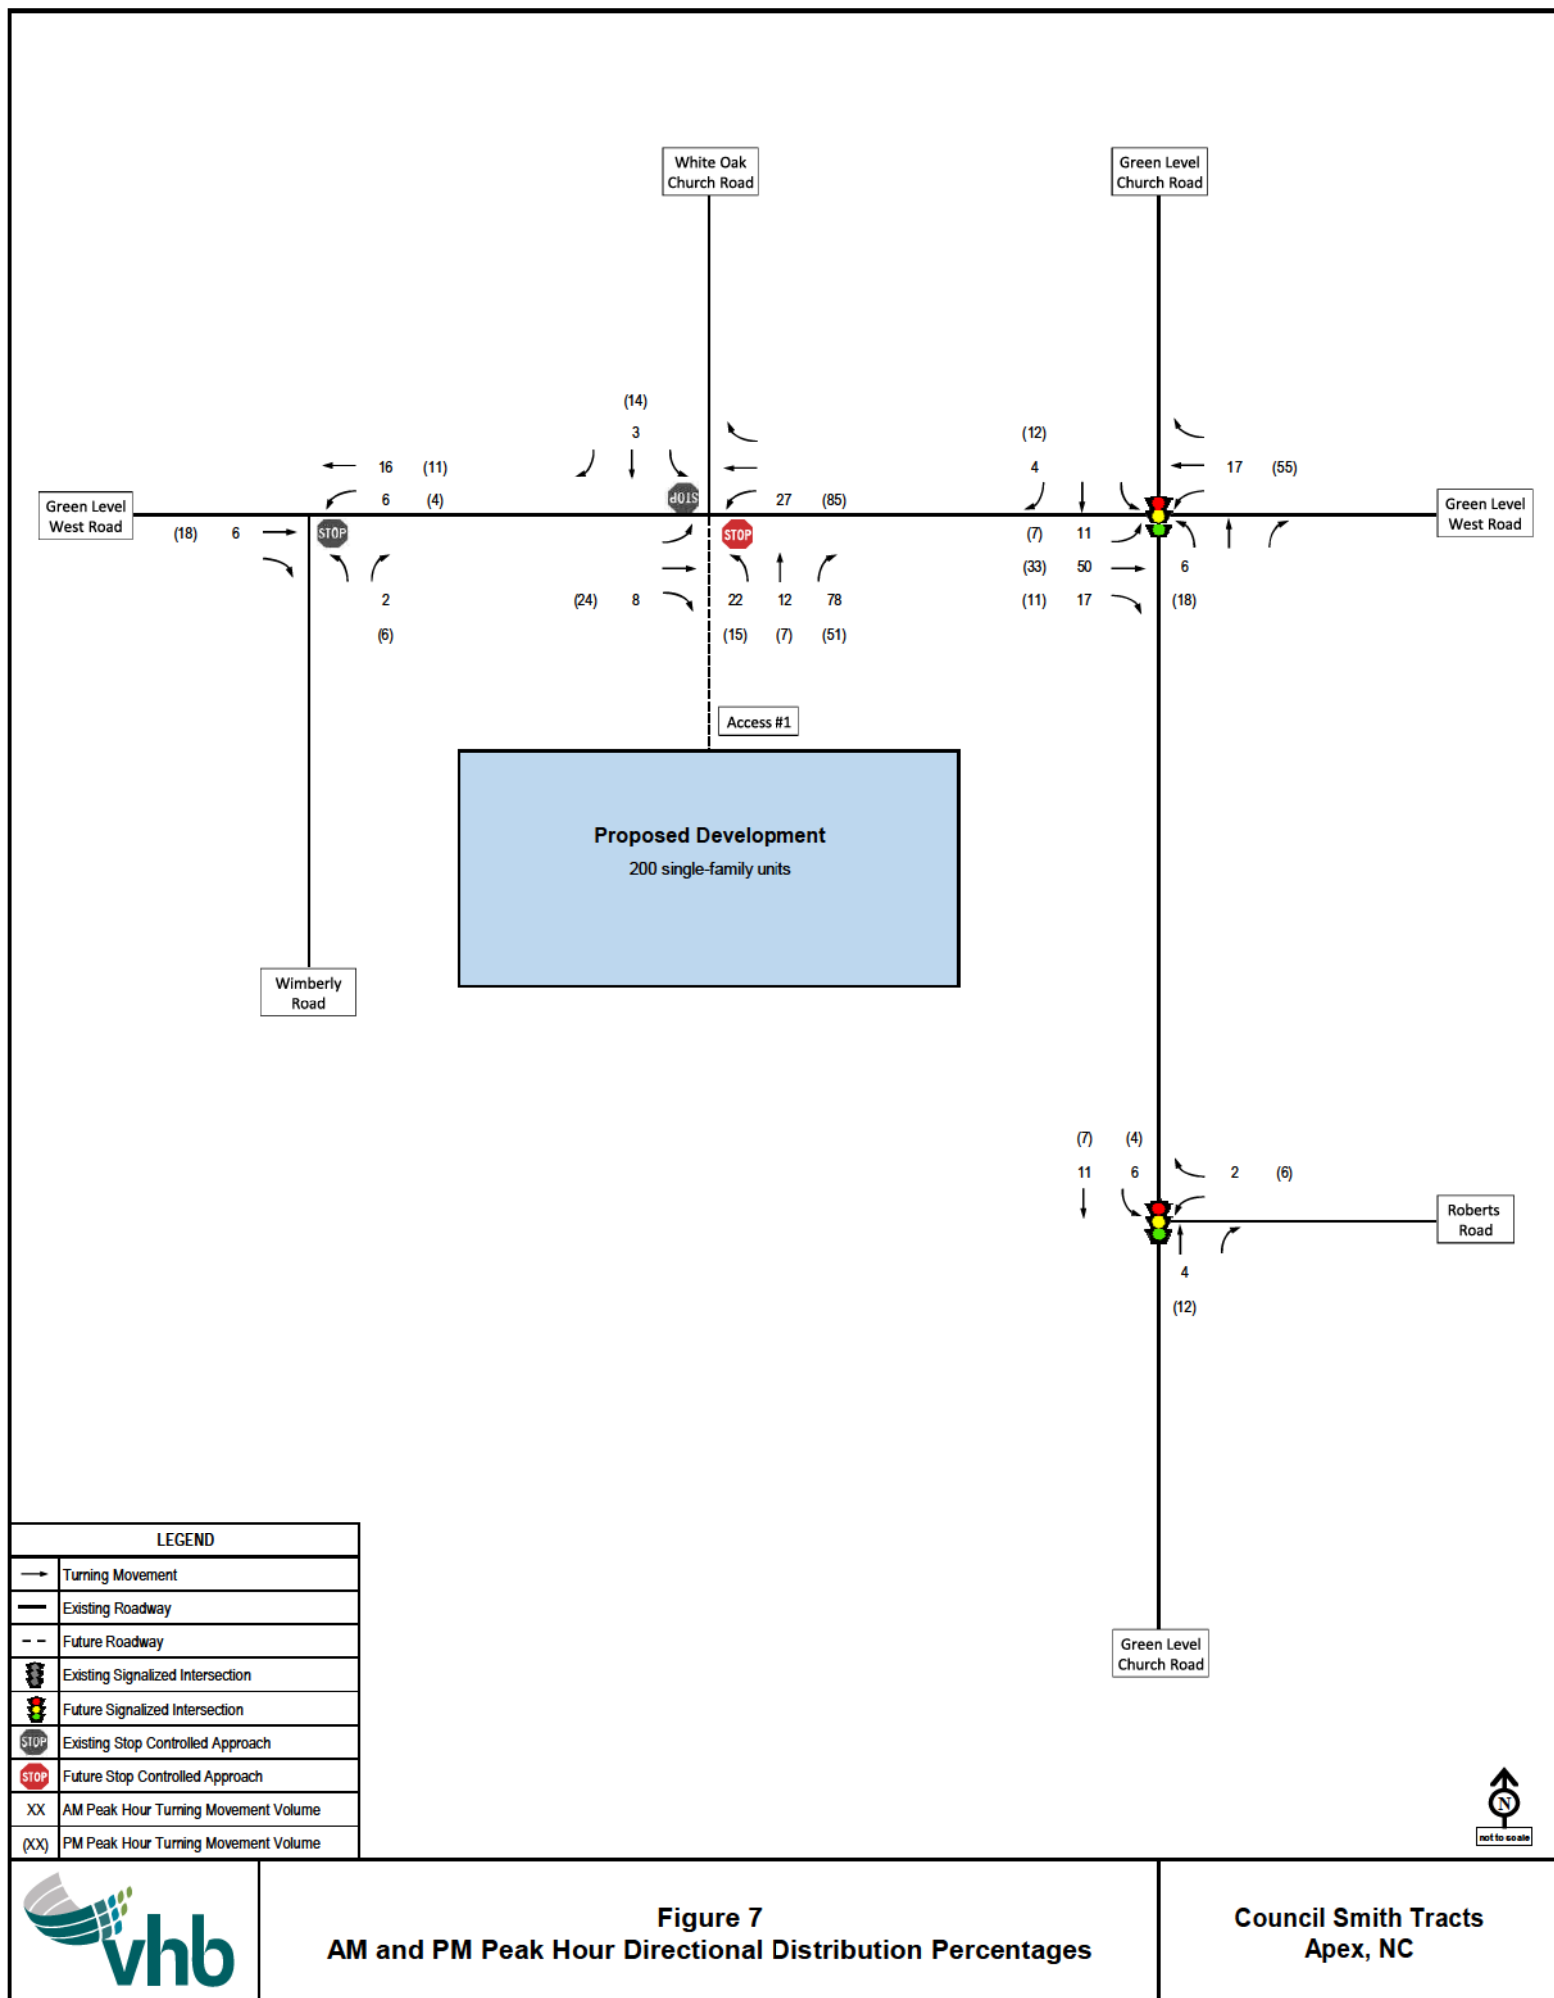 White Oak
Church Road
Green Level
Church Road
(14)
3
(12)
4
16 (11)
6 (4)
27 (85)
17 (55)
Green Level
West Road
Green Level
West Road
STOP
STOP
STOP
(18) 6
(7) 11
(33) 50
(11) 17
6
(18)
2
(6)
(24) 8
22 12 78
(15) (7) (51)
Access #1
Proposed Development
200 single-family units
Wimberly
Road
(7) (4)
11 6
2 (6)
Roberts
Road
4
(12)
Green Level
Church Road
LEGEND
Turning Movement
Existing Roadway
Future Roadway
Existing Signalized Intersection
Future Signalized Intersection
STOP Existing Stop Controlled Approach
STOP Future Stop Controlled Approach
XX AM Peak Hour Turning Movement Volume
(XX) PM Peak Hour Turning Movement Volume
N
not to scale
vhb
Figure 7
AM and PM Peak Hour Directional Distribution Percentages
Council Smith Tracts
Apex, NC